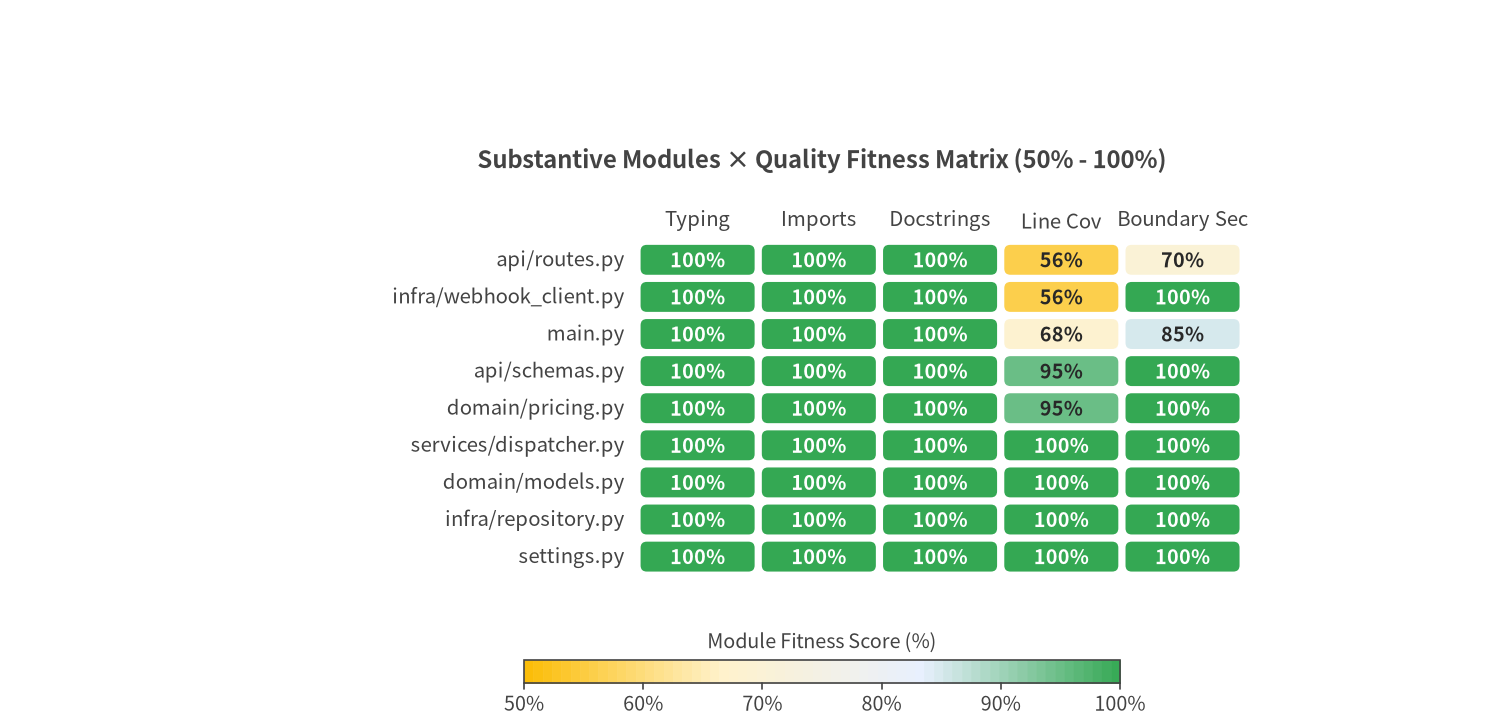 Substantive Modules × Quality Fitness Matrix (50% - 100%)
Typing Imports Docstrings Line Cov Boundary Sec
api/routes.py 100% 100% 100% 56% 70%
infra/webhook_client.py 100% 100% 100% 56% 100%
main.py 100% 100% 100% 68% 85%
api/schemas.py 100% 100% 100% 95% 100%
domain/pricing.py 100% 100% 100% 95% 100%
services/dispatcher.py 100% 100% 100% 100% 100%
domain/models.py 100% 100% 100% 100% 100%
infra/repository.py 100% 100% 100% 100% 100%
settings.py 100% 100% 100% 100% 100%
Module Fitness Score (%)
50% 60% 70% 80% 90% 100%